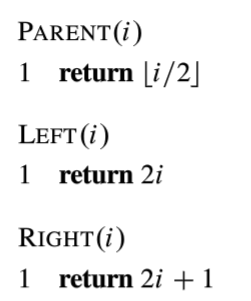 PARENT(i)
1 return ⌊i/2⌋
LEFT(i)
1 return 2i
RIGHT(i)
1 return 2i + 1